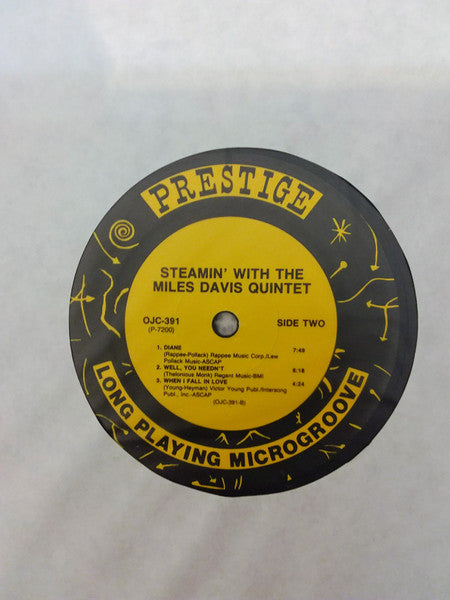 PRESTIGE
STEAMIN' WITH THE
MILES DAVIS QUINTET
OJC-391
(P-7200)
SIDE TWO
1. DIANE 7:49
(Rappee-Pollack) Rappee Music Corp./Lew
Pollack Music-ASCAP
2. WELL, YOU NEEDN'T 6:18
(Thelonious Monk) Regent Music-BMI
3. WHEN I FALL IN LOVE 4:24
(Young-Heyman) Victor Young Publ./Intersong
Publ., Inc.-ASCAP
(OJC-391-B)
LONG PLAYING MICROGROOVE